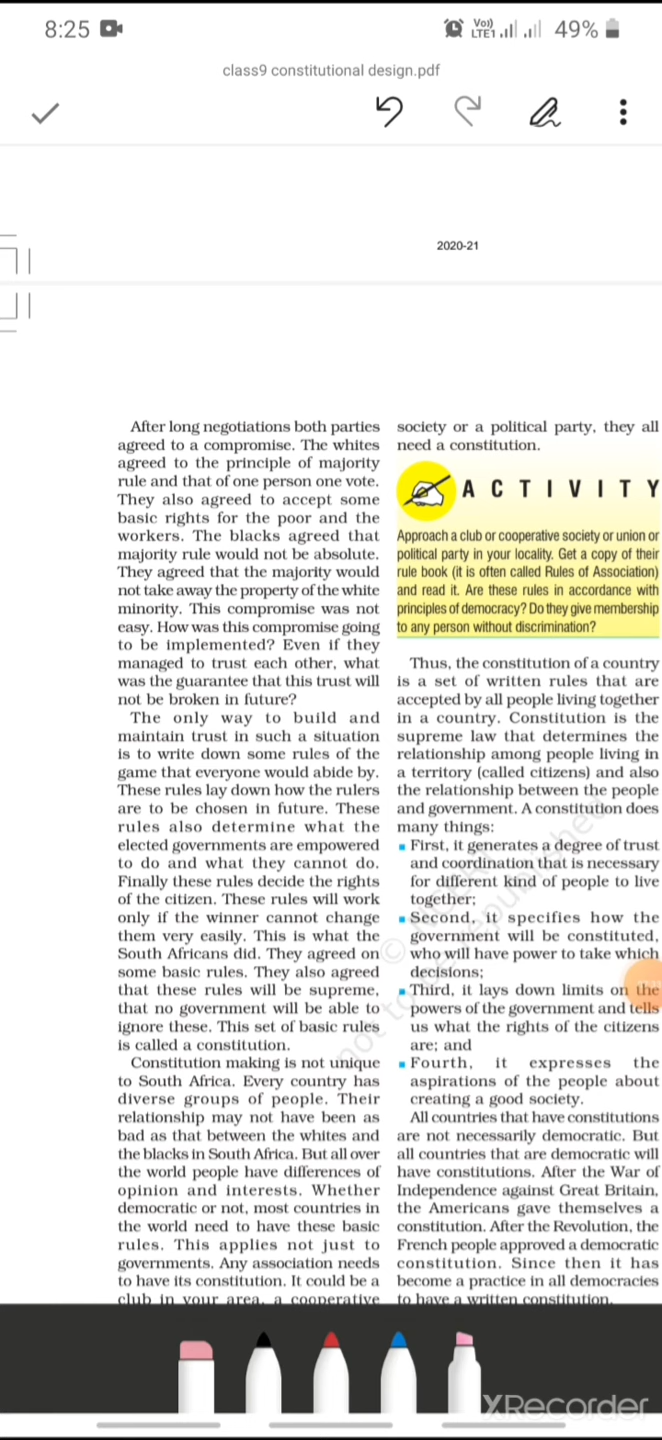 8:25
Vo)) LTE1 49%
class9 constitutional design.pdf
2020-21
After long negotiations both parties
agreed to a compromise. The whites
agreed to the principle of majority
rule and that of one person one vote.
They also agreed to accept some
basic rights for the poor and the
workers. The blacks agreed that
majority rule would not be absolute.
They agreed that the majority would
not take away the property of the white
minority. This compromise was not
easy. How was this compromise going
to be implemented? Even if they
managed to trust each other, what
was the guarantee that this trust will
not be broken in future?
The only way to build and
maintain trust in such a situation
is to write down some rules of the
game that everyone would abide by.
These rules lay down how the rulers
are to be chosen in future. These
rules also determine what the
elected governments are empowered
to do and what they cannot do.
Finally these rules decide the rights
of the citizen. These rules will work
only if the winner cannot change
them very easily. This is what the
South Africans did. They agreed on
some basic rules. They also agreed
that these rules will be supreme,
that no government will be able to
ignore these. This set of basic rules
is called a constitution.
Constitution making is not unique
to South Africa. Every country has
diverse groups of people. Their
relationship may not have been as
bad as that between the whites and
the blacks in South Africa. But all over
the world people have differences of
opinion and interests. Whether
democratic or not, most countries in
the world need to have these basic
rules. This applies not just to
governments. Any association needs
to have its constitution. It could be a
club in your area, a cooperative
society or a political party, they all
need a constitution.
ACTIVITY
Approach a club or cooperative society or union or
political party in your locality. Get a copy of their
rule book (it is often called Rules of Association)
and read it. Are these rules in accordance with
principles of democracy? Do they give membership
to any person without discrimination?
Thus, the constitution of a country
is a set of written rules that are
accepted by all people living together
in a country. Constitution is the
supreme law that determines the
relationship among people living in
a territory (called citizens) and also
the relationship between the people
and government. A constitution does
many things:
First, it generates a degree of trust
and coordination that is necessary
for different kind of people to live
together;
Second, it specifies how the
government will be constituted,
who will have power to take which
decisions;
Third, it lays down limits on the
powers of the government and tells
us what the rights of the citizens
are; and
Fourth, it expresses the
aspirations of the people about
creating a good society.
All countries that have constitutions
are not necessarily democratic. But
all countries that are democratic will
have constitutions. After the War of
Independence against Great Britain,
the Americans gave themselves a
constitution. After the Revolution, the
French people approved a democratic
constitution. Since then it has
become a practice in all democracies
to have a written constitution.
XRecorder